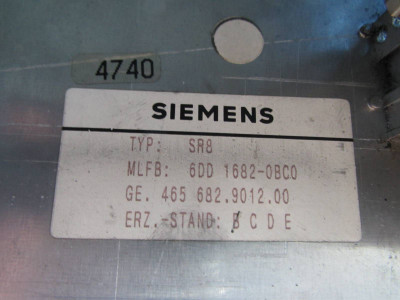 4740
SIEMENS
TYP: SR8
MLFB: 6DD 1682-0BC0
GE. 465 682.9012.00
ERZ.-STAND: B C D E